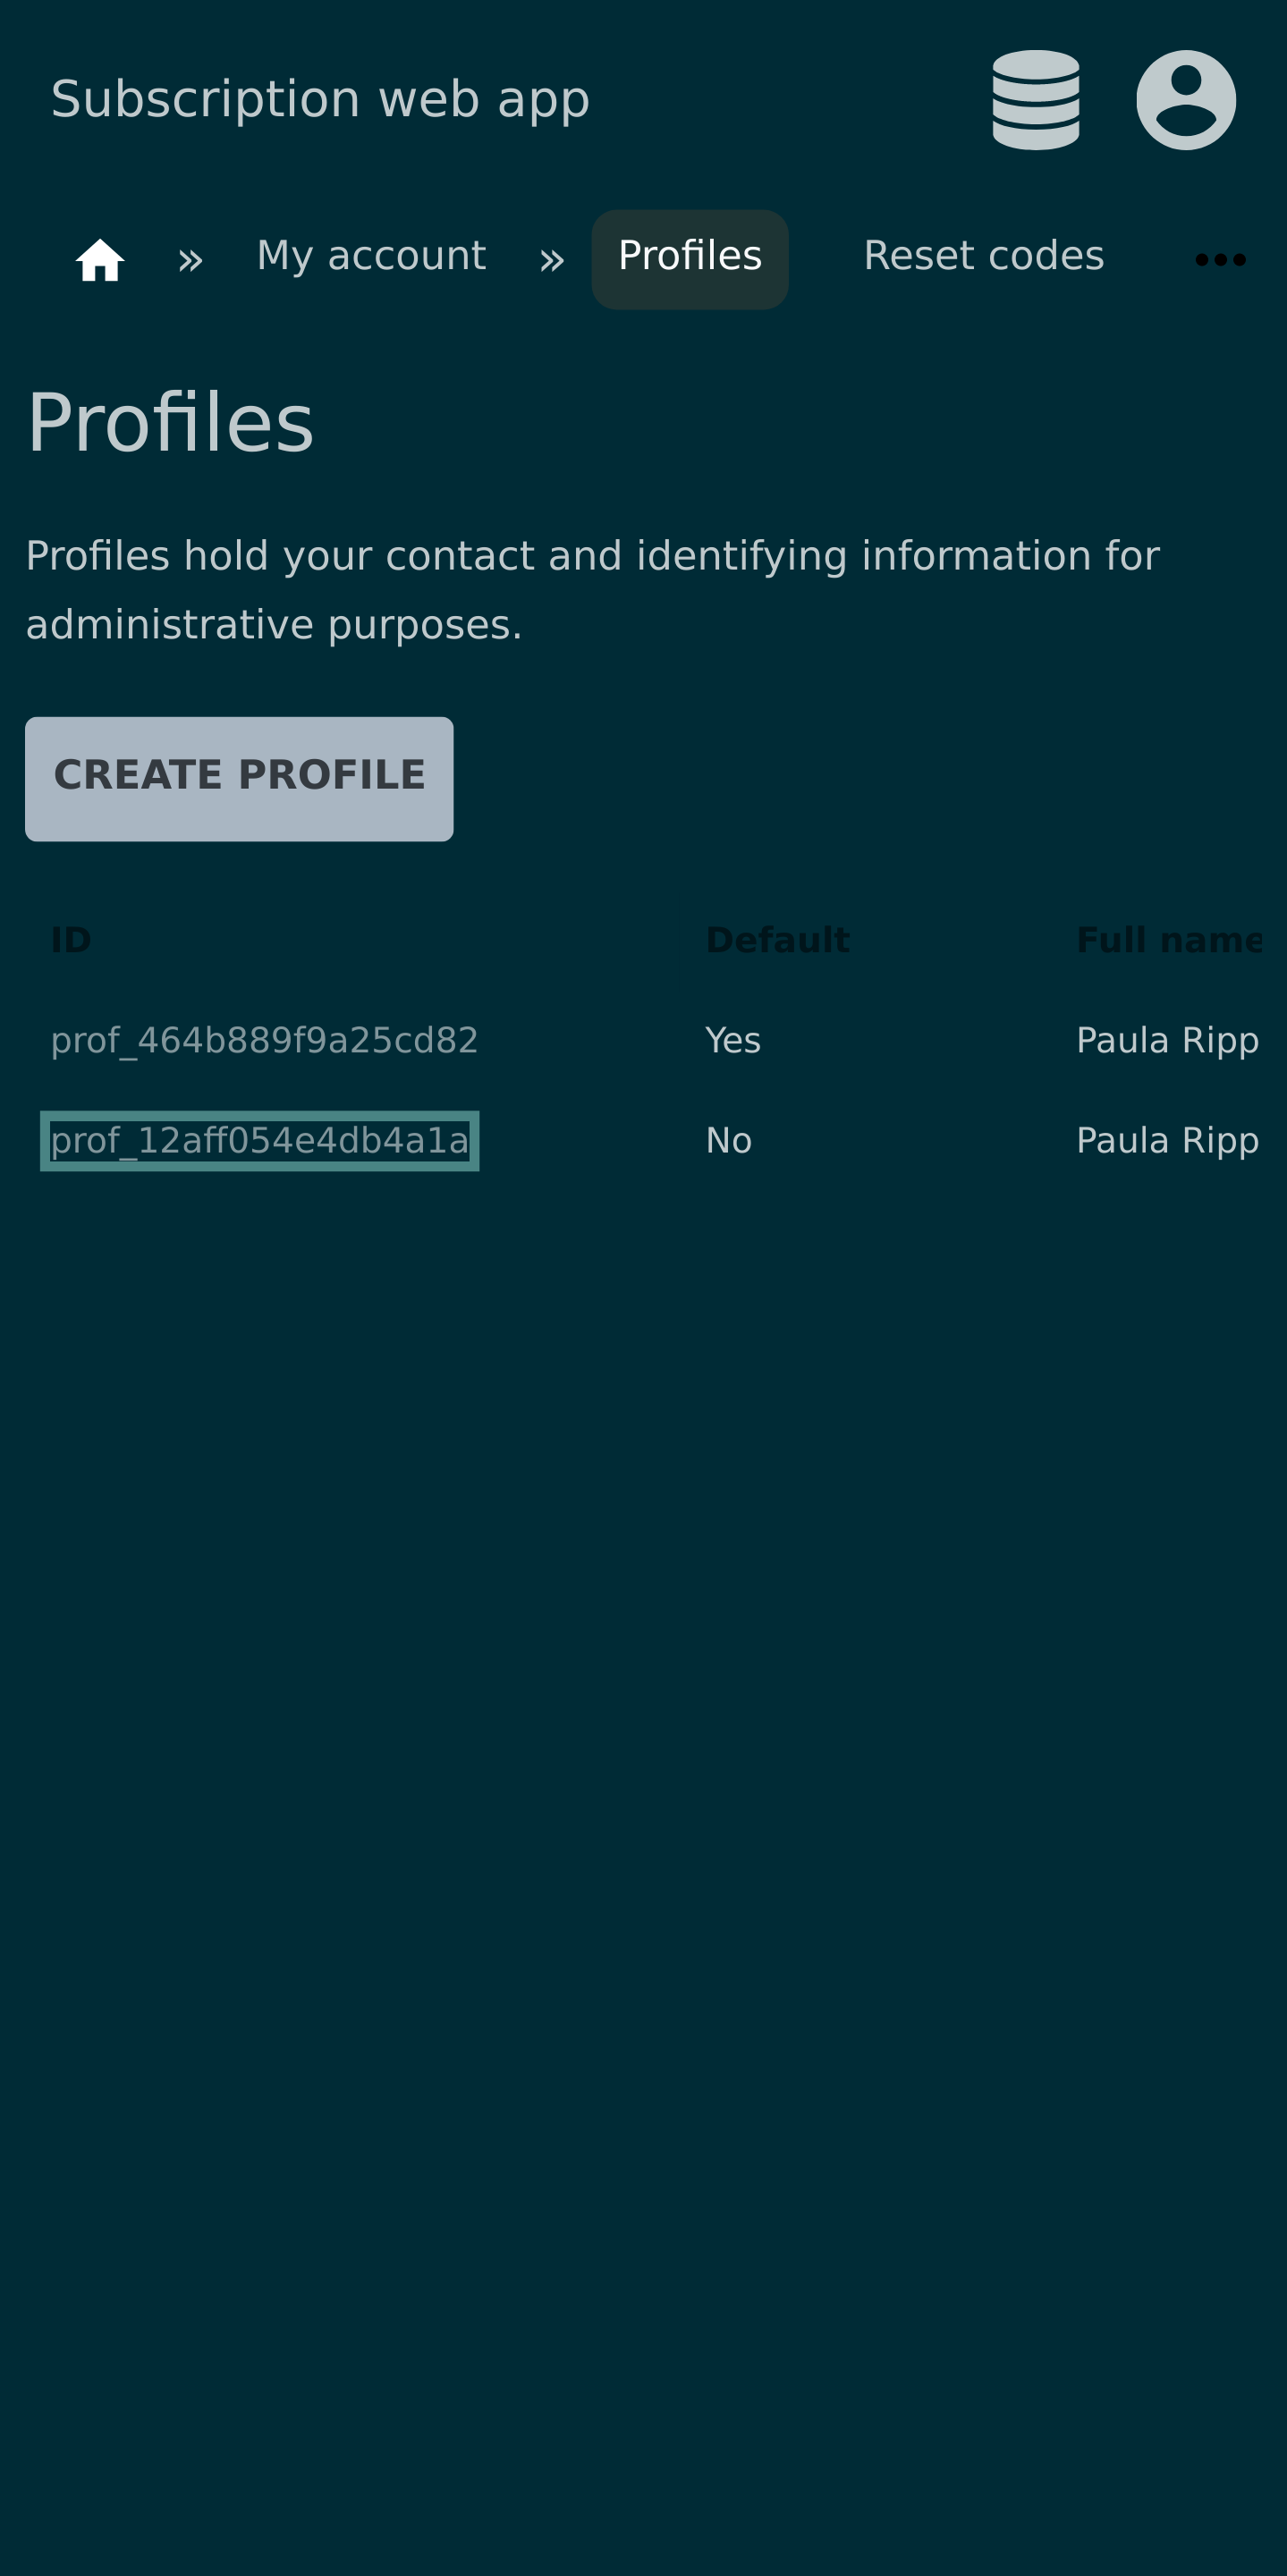 Subscription web app
» My account » Profiles Reset codes •••
Profiles
Profiles hold your contact and identifying information for
administrative purposes.
CREATE PROFILE
ID Default Full name
prof_464b889f9a25cd82 Yes Paula Ripp
prof_12aff054e4db4a1a No Paula Ripp